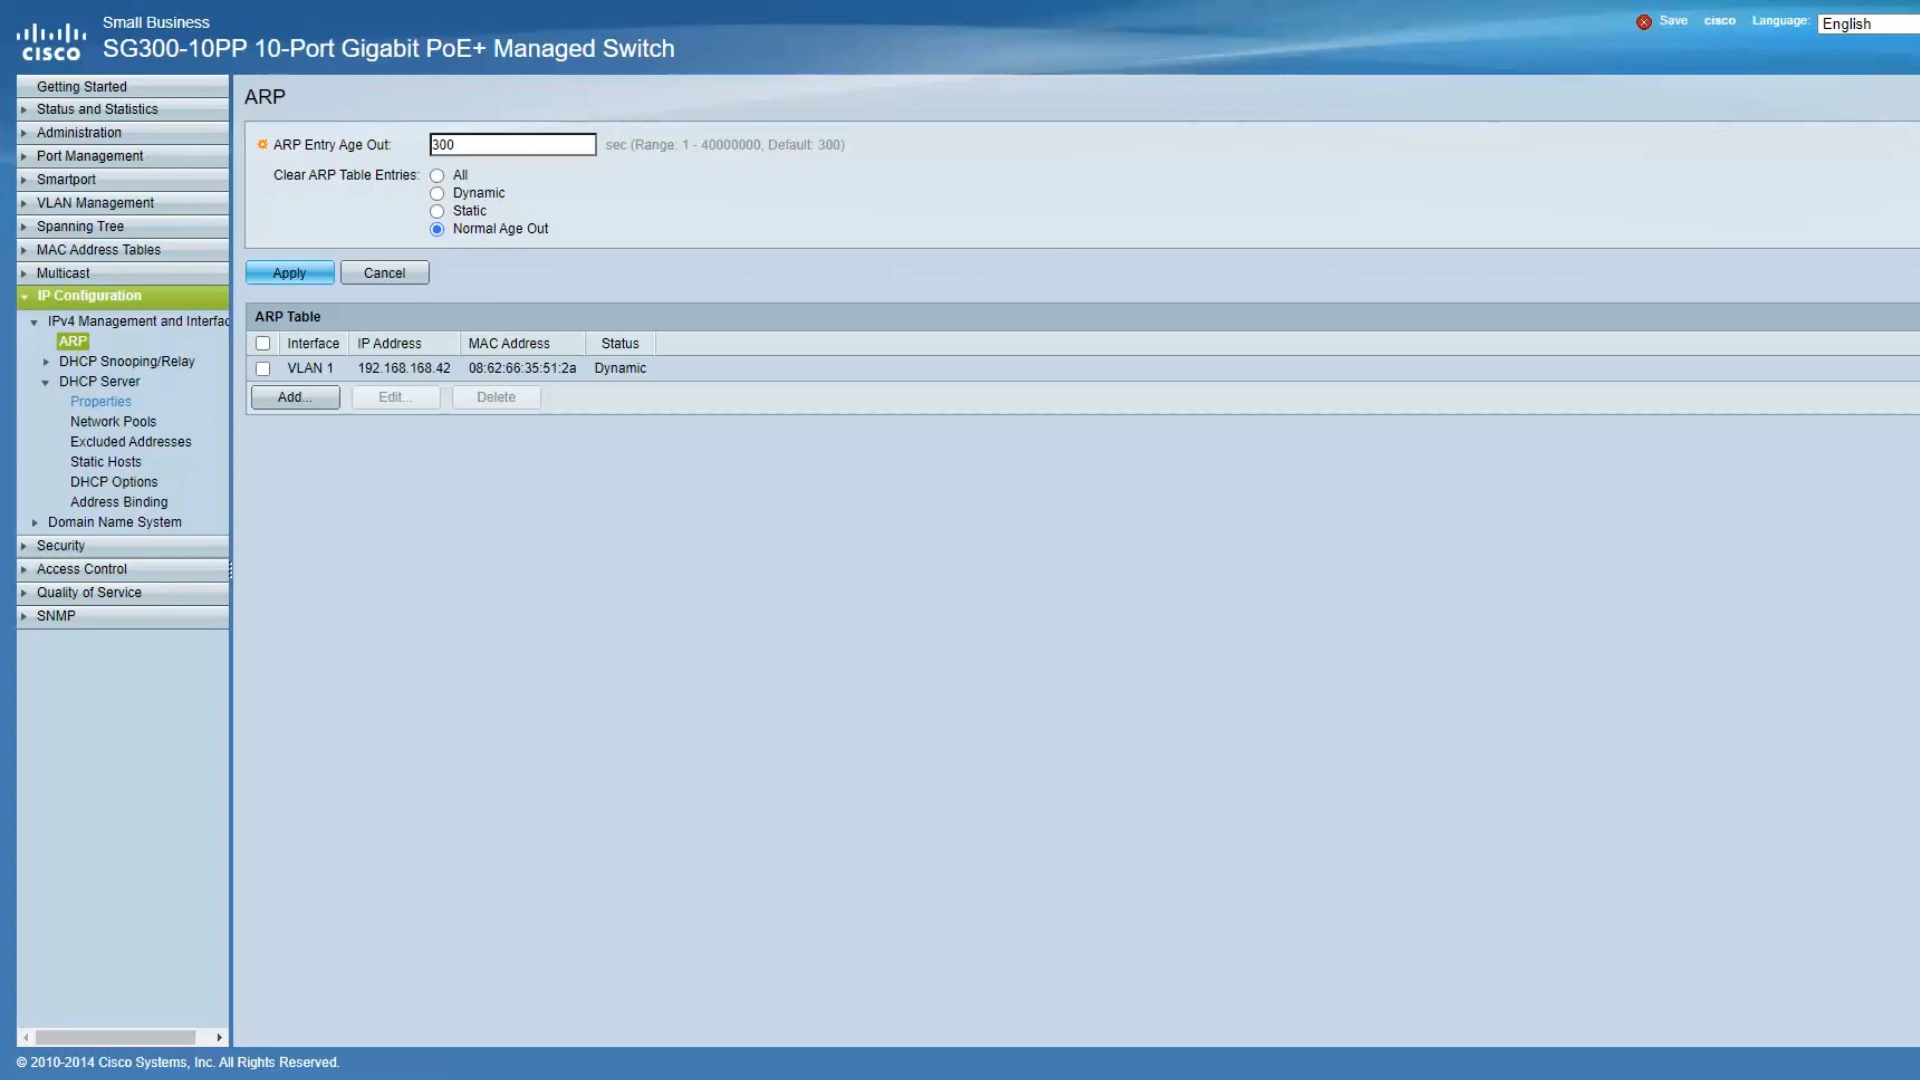 Small Business
CISCO
SG300-10PP 10-Port Gigabit PoE+ Managed Switch
Save cisco Language: English
Getting Started
Status and Statistics
Administration
Port Management
Smartport
VLAN Management
Spanning Tree
MAC Address Tables
Multicast
IP Configuration
IPv4 Management and Interfac
ARP
DHCP Snooping/Relay
DHCP Server
Properties
Network Pools
Excluded Addresses
Static Hosts
DHCP Options
Address Binding
Domain Name System
Security
Access Control
Quality of Service
SNMP
ARP
ARP Entry Age Out: 300 sec (Range: 1 - 40000000, Default: 300)
Clear ARP Table Entries: All
Dynamic
Static
Normal Age Out
Apply Cancel
ARP Table
Interface IP Address MAC Address Status
VLAN 1 192.168.168.42 08:62:66:35:51:2a Dynamic
Add... Edit... Delete
© 2010-2014 Cisco Systems, Inc. All Rights Reserved.